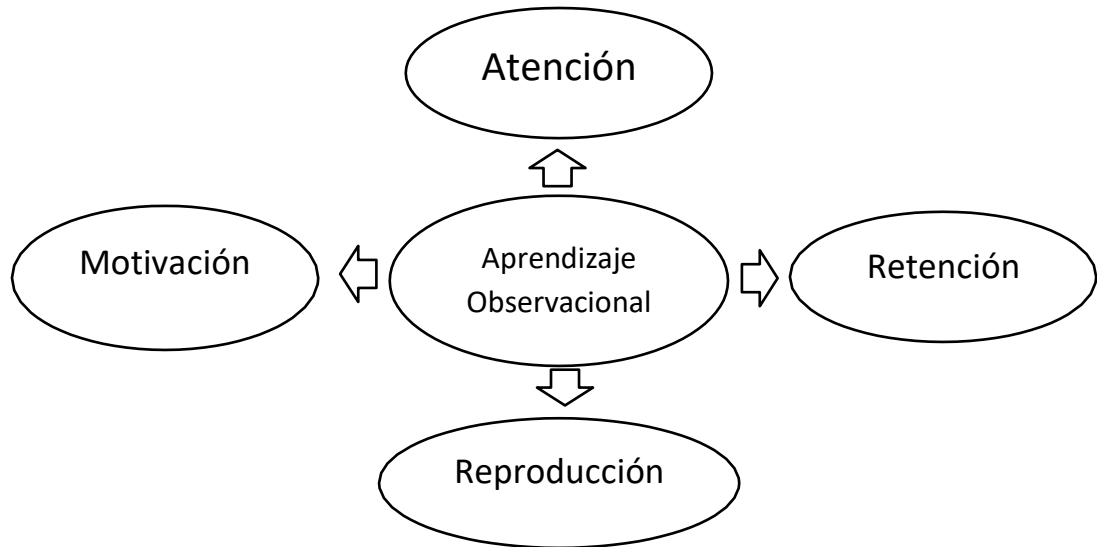 Atención
Motivación
Aprendizaje
Observacional
Retención
Reproducción